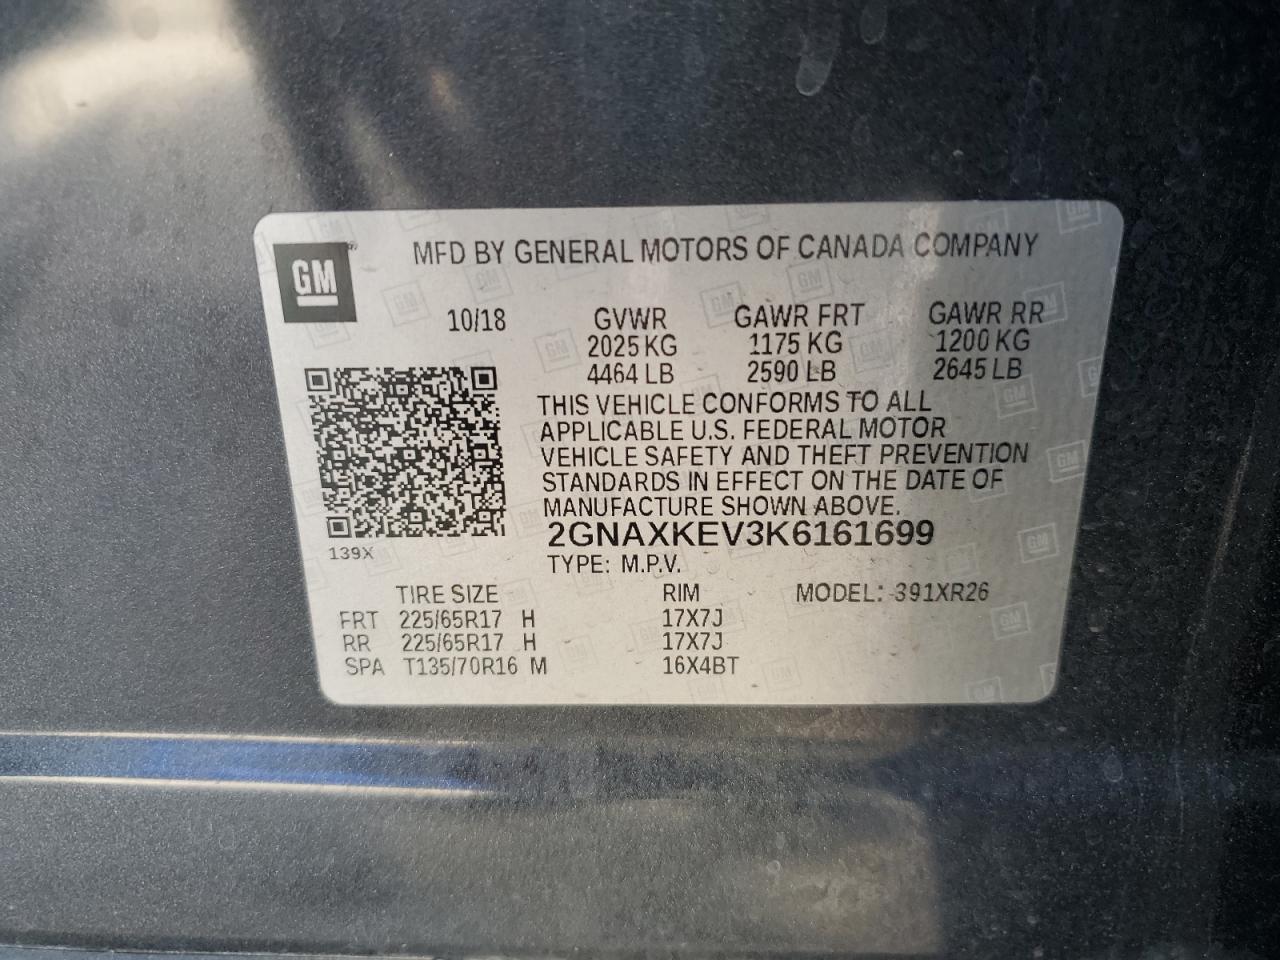 GM
MFD BY GENERAL MOTORS OF CANADA COMPANY
10/18 GVWR GAWR FRT GAWR RR
2025 KG 1175 KG 1200 KG
4464 LB 2590 LB 2645 LB
THIS VEHICLE CONFORMS TO ALL
APPLICABLE U.S. FEDERAL MOTOR
VEHICLE SAFETY AND THEFT PREVENTION
STANDARDS IN EFFECT ON THE DATE OF
MANUFACTURE SHOWN ABOVE.
2GNAXKEV3K6161699
139X
TYPE: M.P.V.
TIRE SIZE RIM MODEL: 391XR26
FRT 225/65R17 H 17X7J
RR 225/65R17 H 17X7J
SPA T135/70R16 M 16X4BT